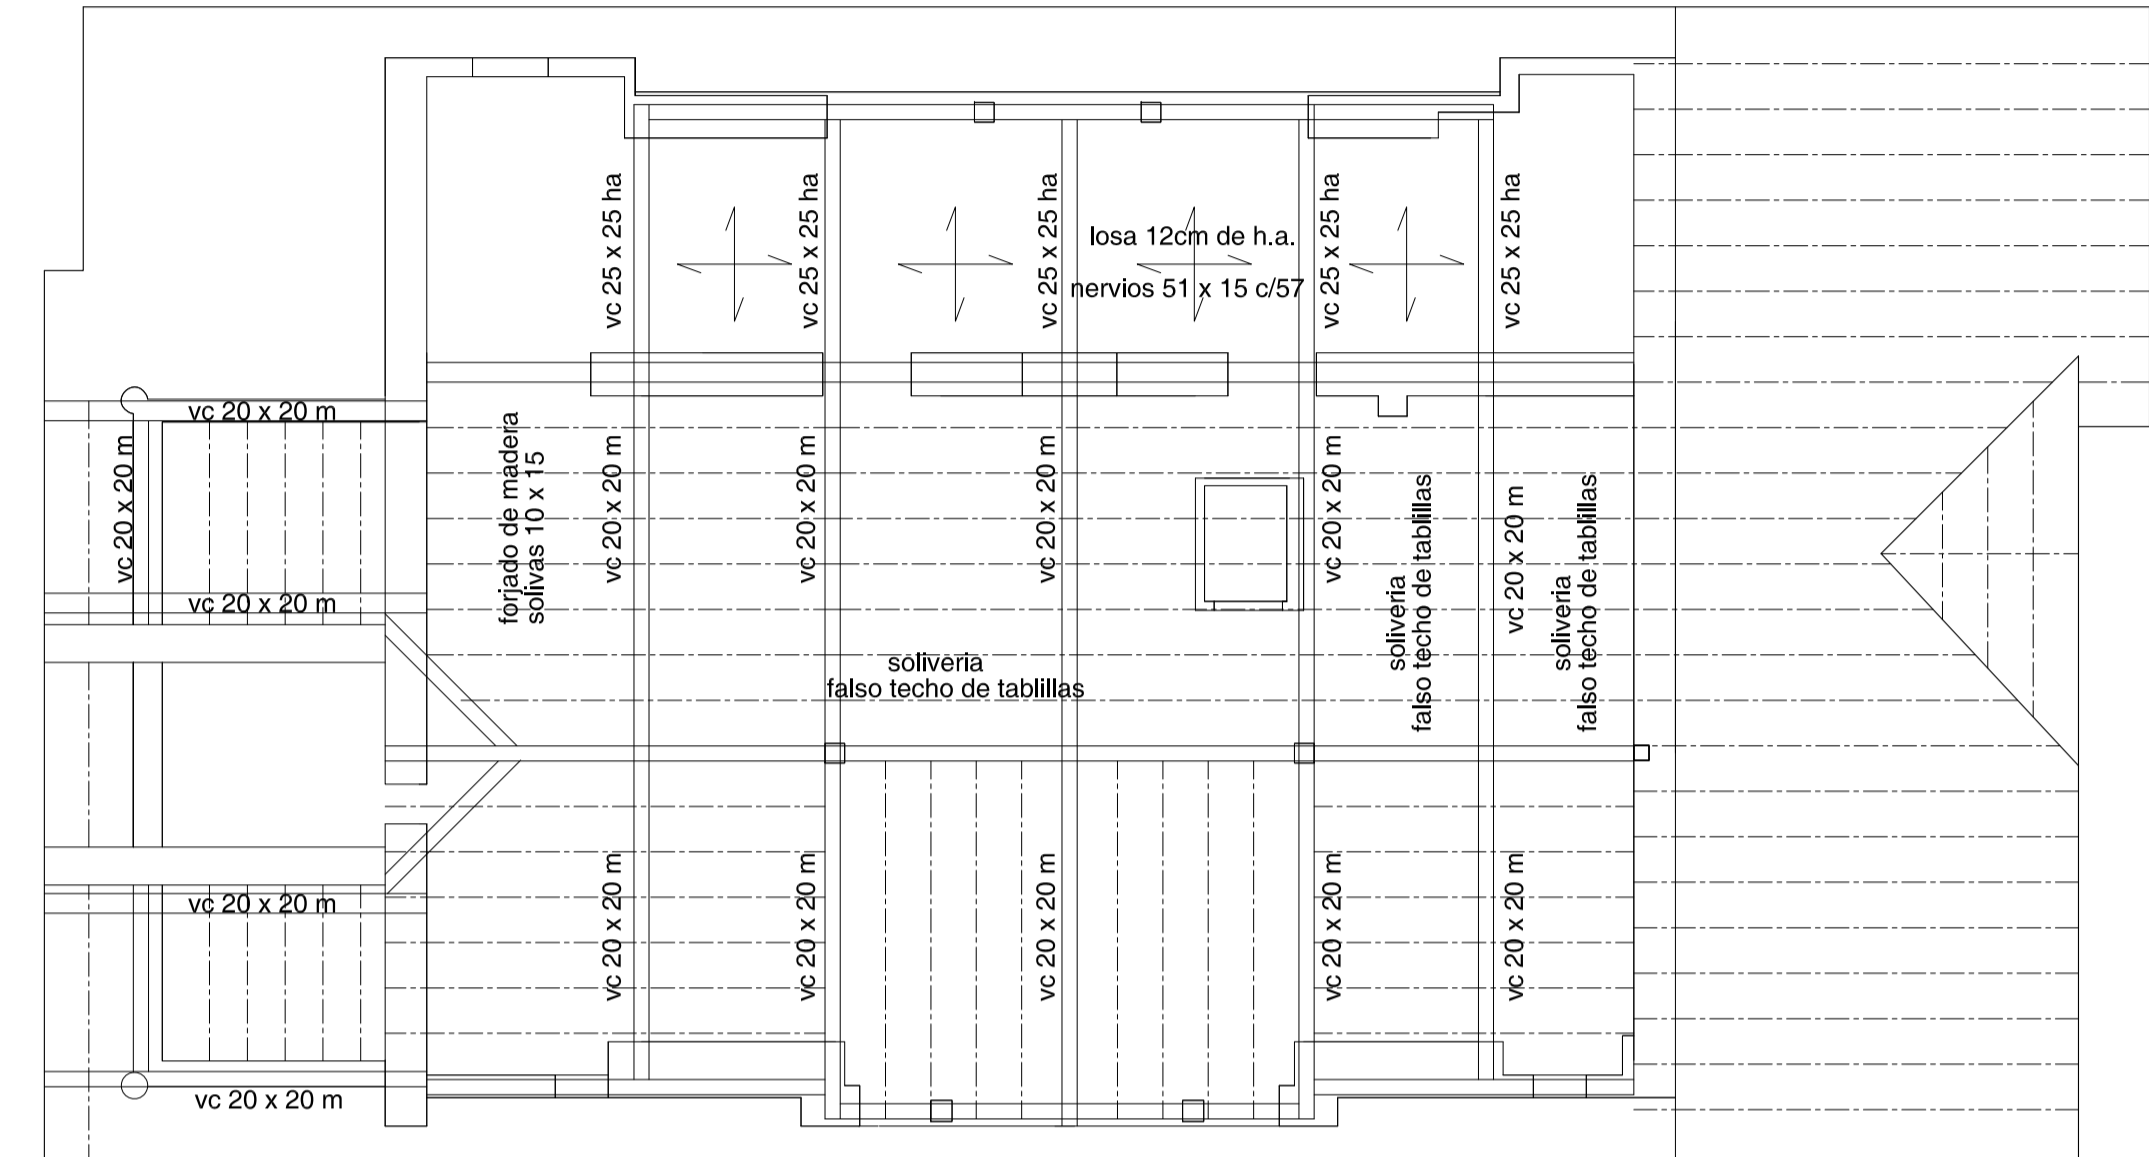 vc 25 x 25 ha
vc 25 x 25 ha
vc 25 x 25 ha
losa 12cm de h.a.
nervios 51 x 15 c/57
vc 25 x 25 ha
vc 25 x 25 ha
vc 20 x 20 m
vc 20 x 20 m
forjado de madera
solivas 10 x 15
vc 20 x 20 m
vc 20 x 20 m
vc 20 x 20 m
vc 20 x 20 m
soliveria
falso techo de tablillas
vc 20 x 20 m
soliveria
falso techo de tablillas
vc 20 x 20 m
soliveria
falso techo de tablillas
vc 20 x 20 m
vc 20 x 20 m
vc 20 x 20 m
vc 20 x 20 m
vc 20 x 20 m
vc 20 x 20 m
vc 20 x 20 m
vc 20 x 20 m